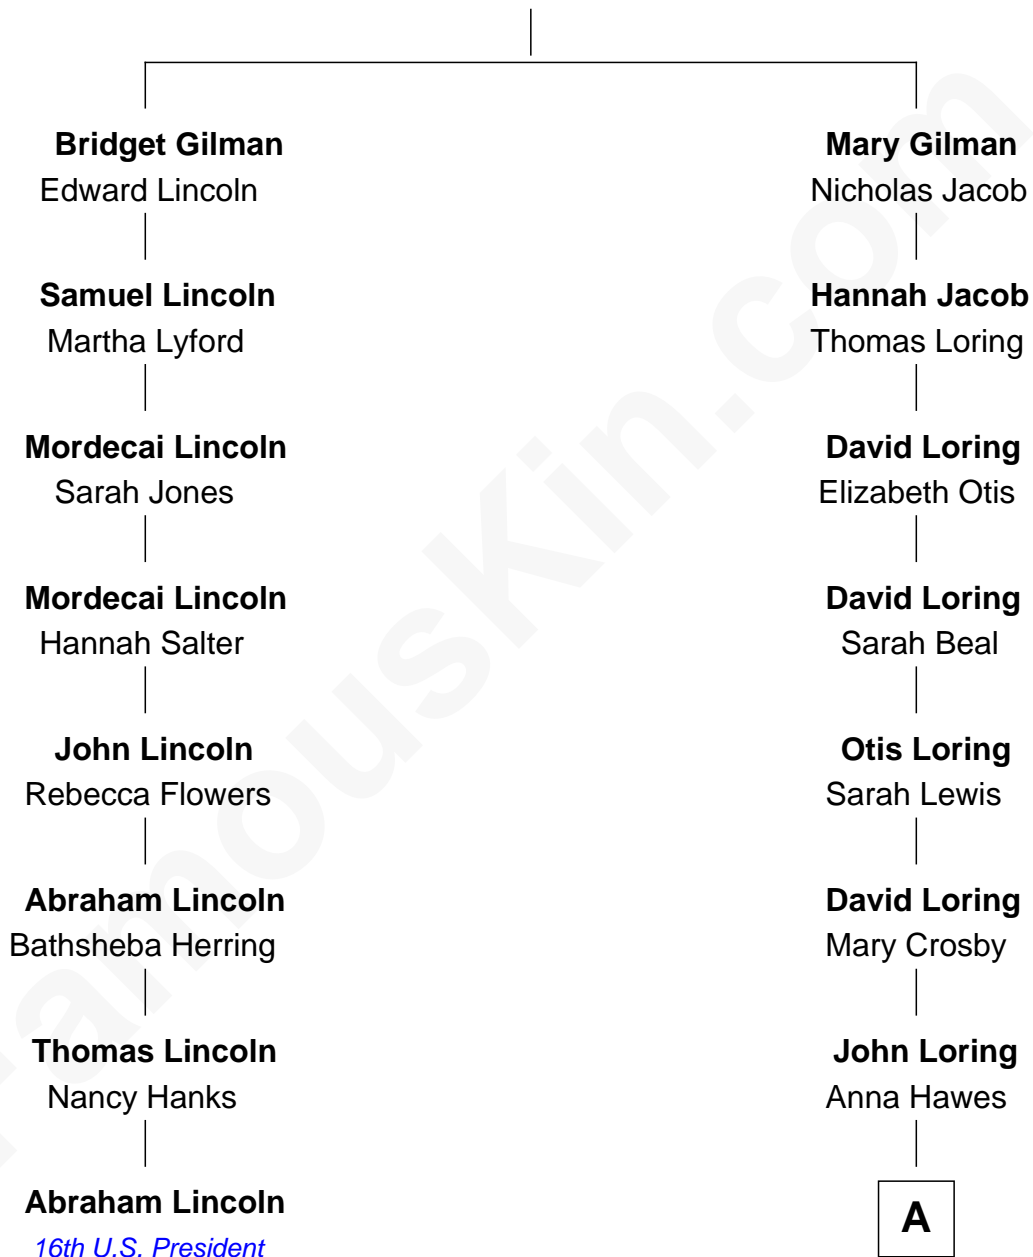 Bridget Gilman
Edward Lincoln
Samuel Lincoln
Martha Lyford
Mordecai Lincoln
Sarah Jones
Mordecai Lincoln
Hannah Salter
John Lincoln
Rebecca Flowers
Abraham Lincoln
Bathsheba Herring
Thomas Lincoln
Nancy Hanks
Abraham Lincoln
16th U.S. President
Mary Gilman
Nicholas Jacob
Hannah Jacob
Thomas Loring
David Loring
Elizabeth Otis
David Loring
Sarah Beal
Otis Loring
Sarah Lewis
David Loring
Mary Crosby
John Loring
Anna Hawes
A
FamousKin.com